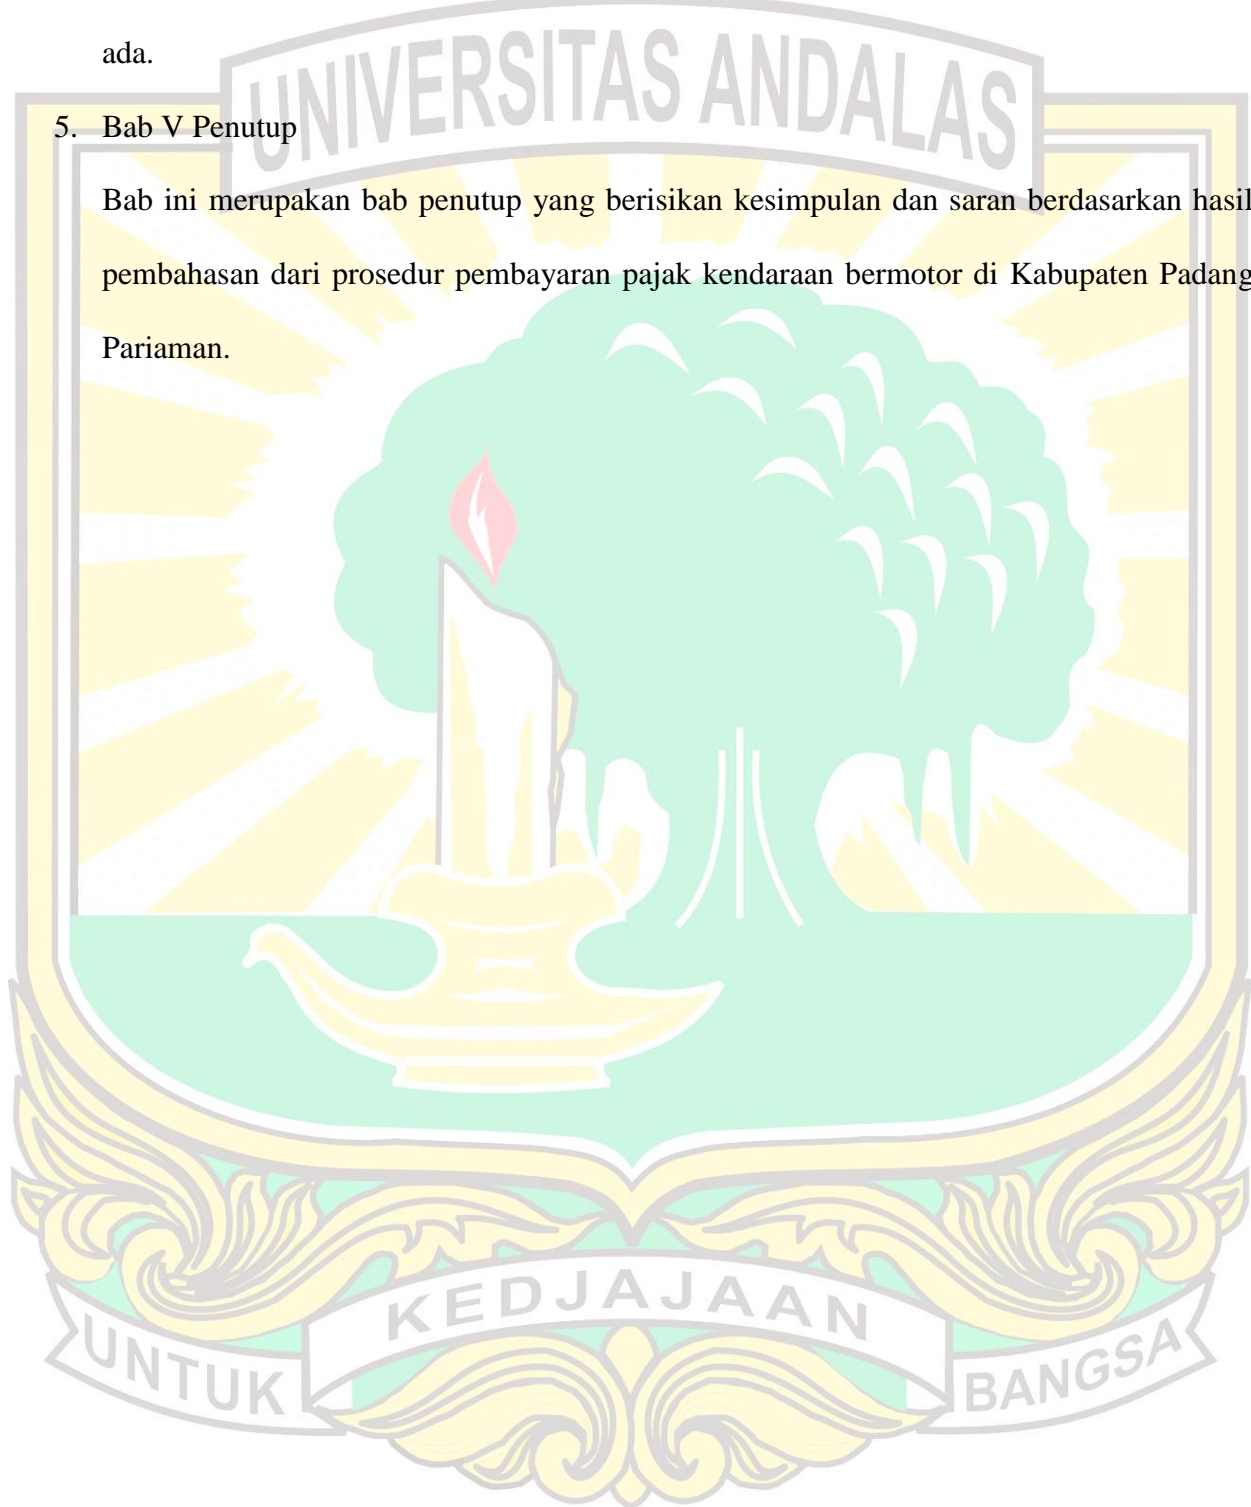 ada.
UNIVERSITAS ANDALAS
5. Bab V Penutup
Bab ini merupakan bab penutup yang berisikan kesimpulan dan saran berdasarkan hasil
pembahasan dari prosedur pembayaran pajak kendaraan bermotor di Kabupaten Padang
Pariaman.
UNTUK KEDJAJAAN BANGSA